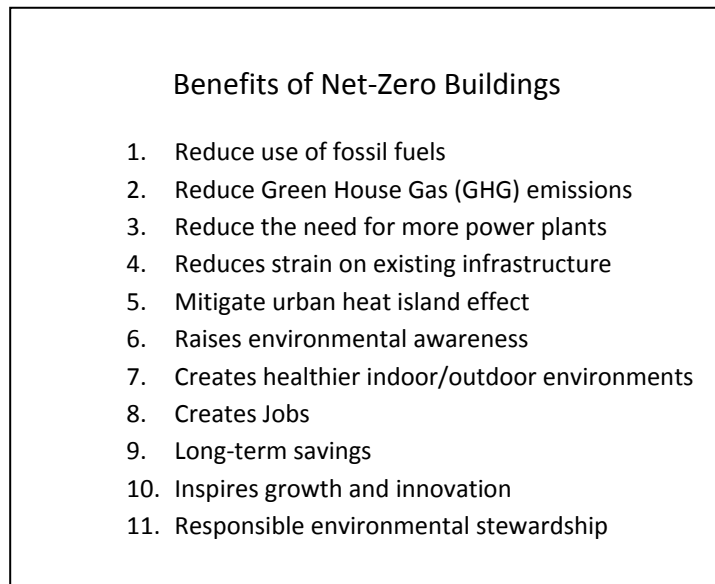 Benefits of Net-Zero Buildings
1. Reduce use of fossil fuels
2. Reduce Green House Gas (GHG) emissions
3. Reduce the need for more power plants
4. Reduces strain on existing infrastructure
5. Mitigate urban heat island effect
6. Raises environmental awareness
7. Creates healthier indoor/outdoor environments
8. Creates Jobs
9. Long-term savings
10. Inspires growth and innovation
11. Responsible environmental stewardship